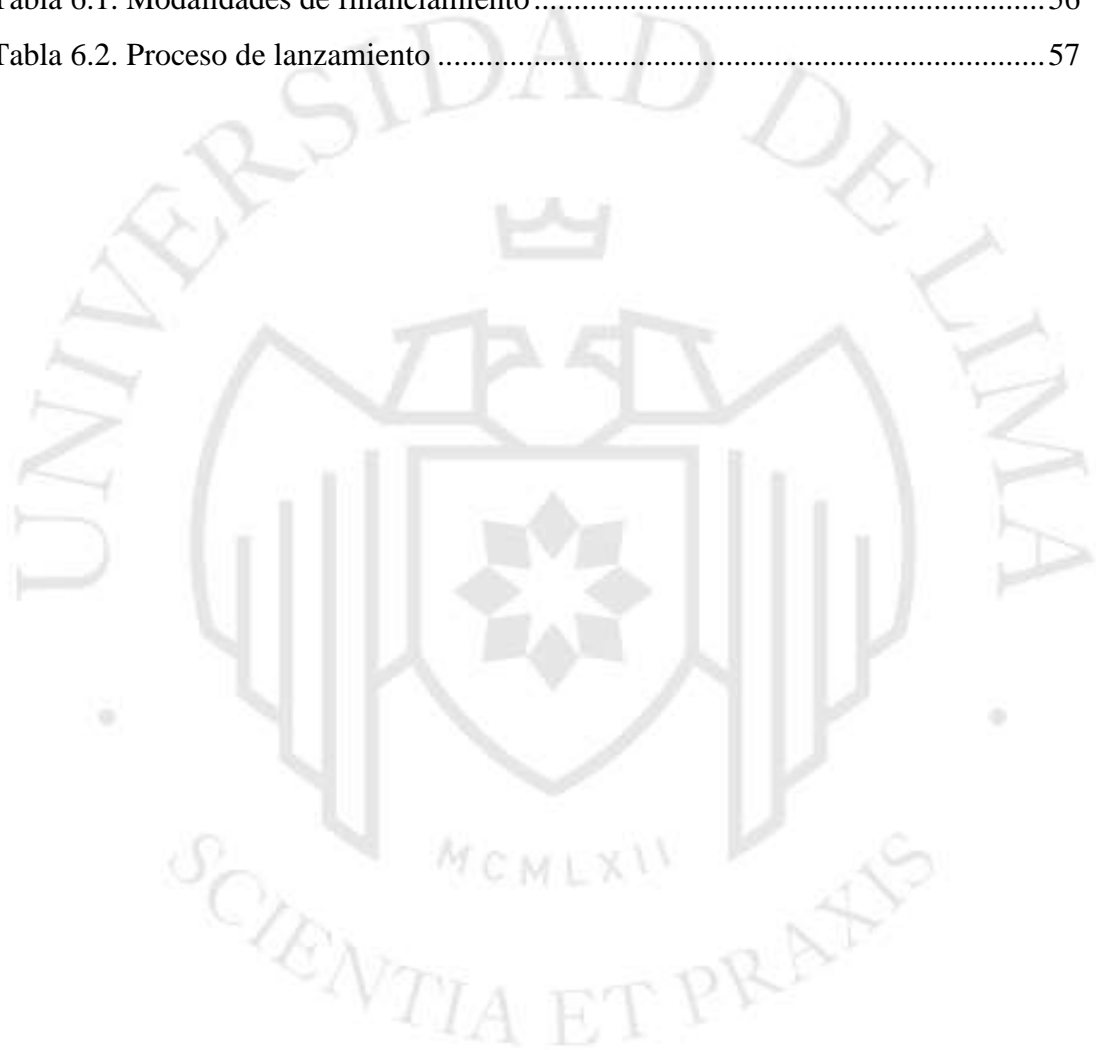 Tabla 6.1. Modalidades de financiamiento....................................................................56
Tabla 6.2. Proceso de lanzamiento .................................................................................57
UNIVERSIDAD DE LIMA
MCMLXII
SCIENTIA ET PRAXIS